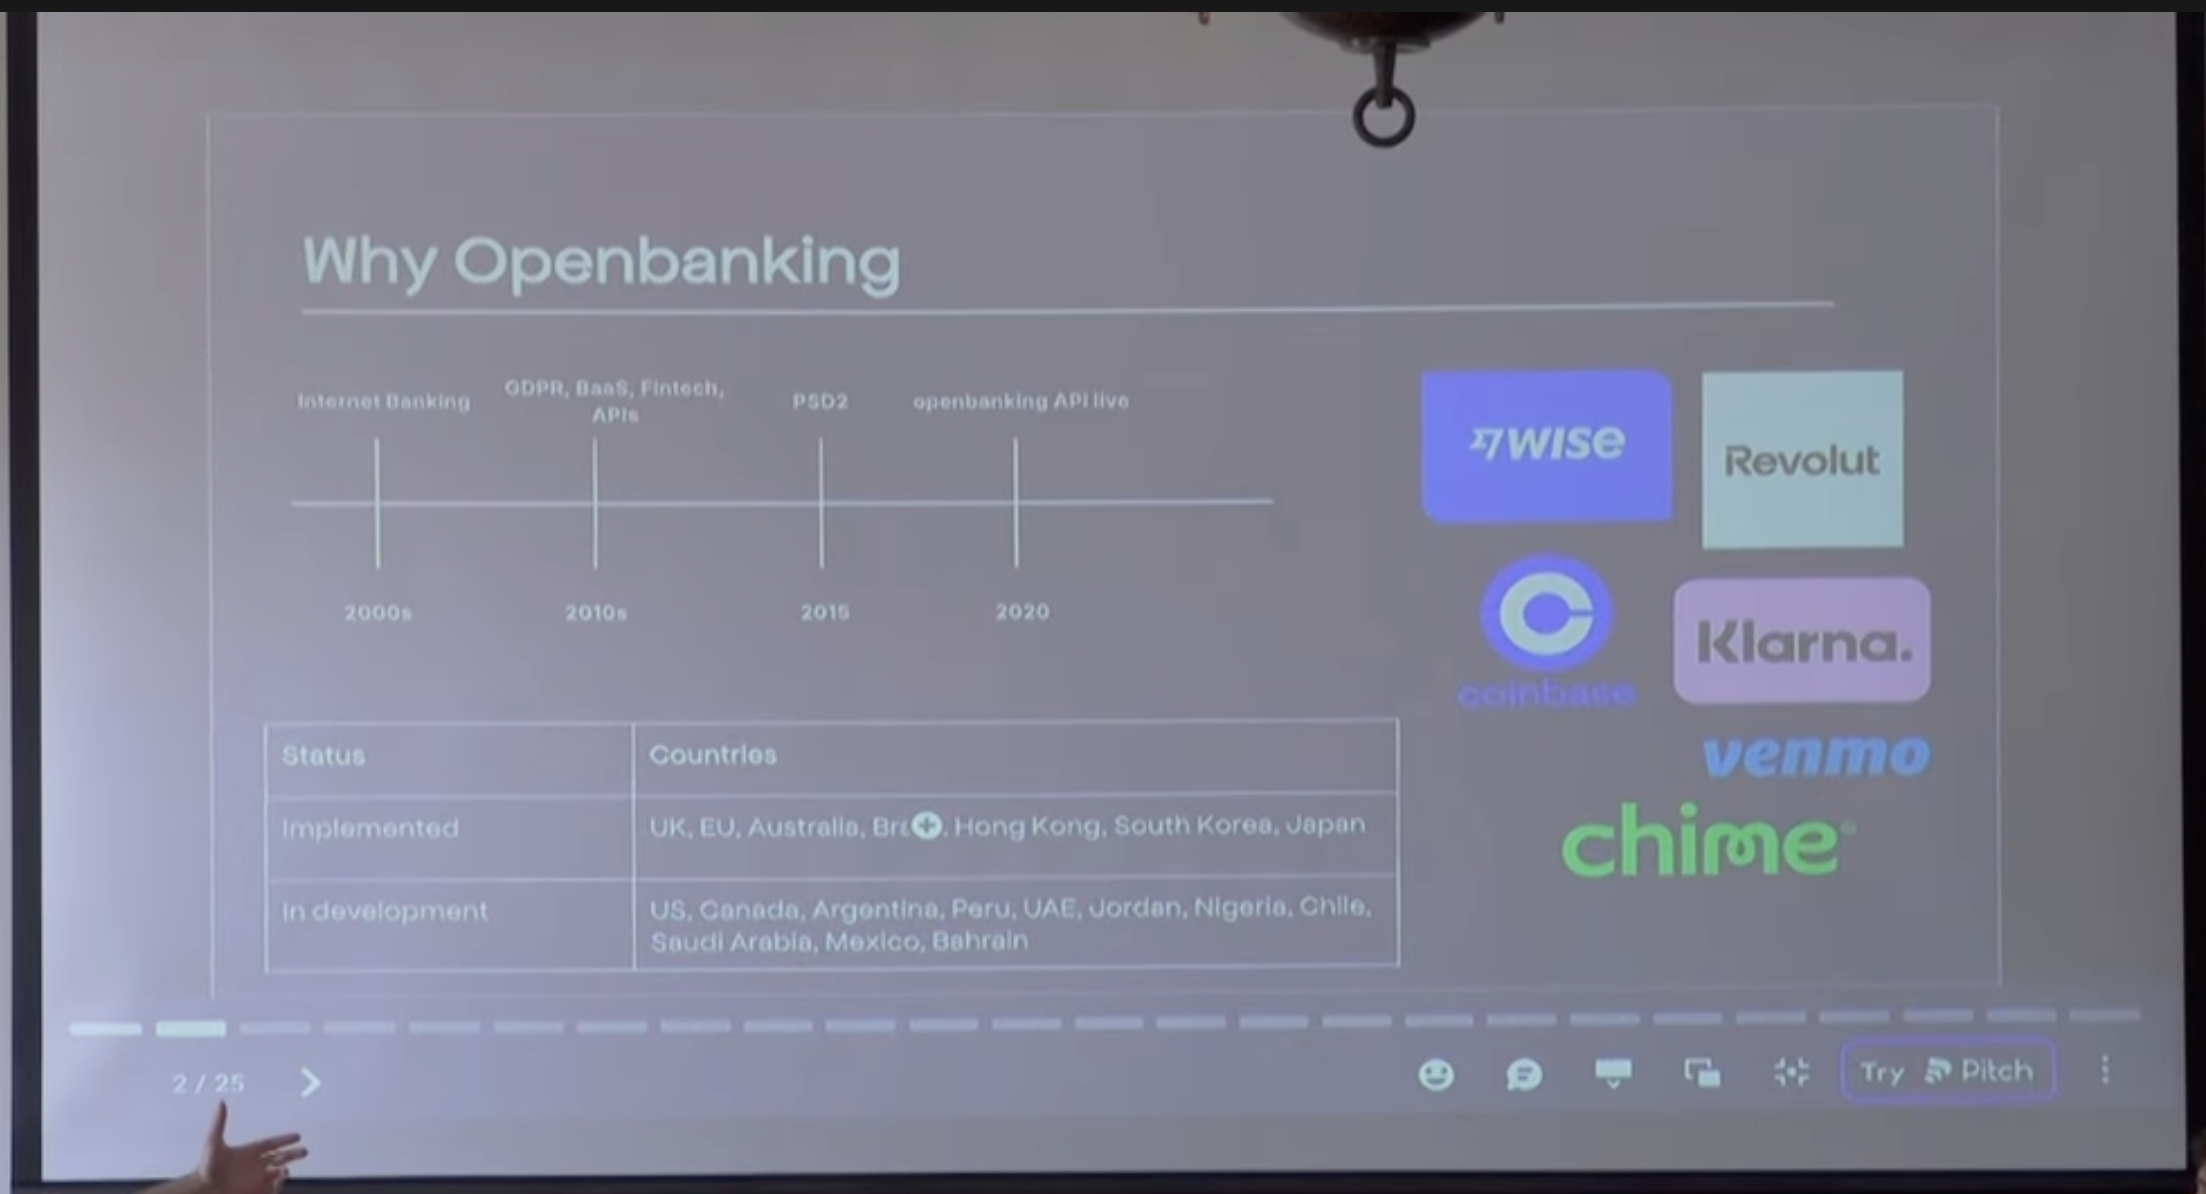 Why Openbanking
Internet Banking
GDPR, BaaS, Fintech,
APIs
PSD2
openbanking API live
2000s
2010s
2015
2020
WISE
Revolut
coinbase
Klarna.
venmo
chime®
Status
Countries
Implemented
UK, EU, Australia, Hong Kong, South Korea, Japan
In development
US, Canada, Argentina, Peru, UAE, Jordan, Nigeria, Chile,
Saudi Arabia, Mexico, Bahrain
2 / 25
Try Pitch